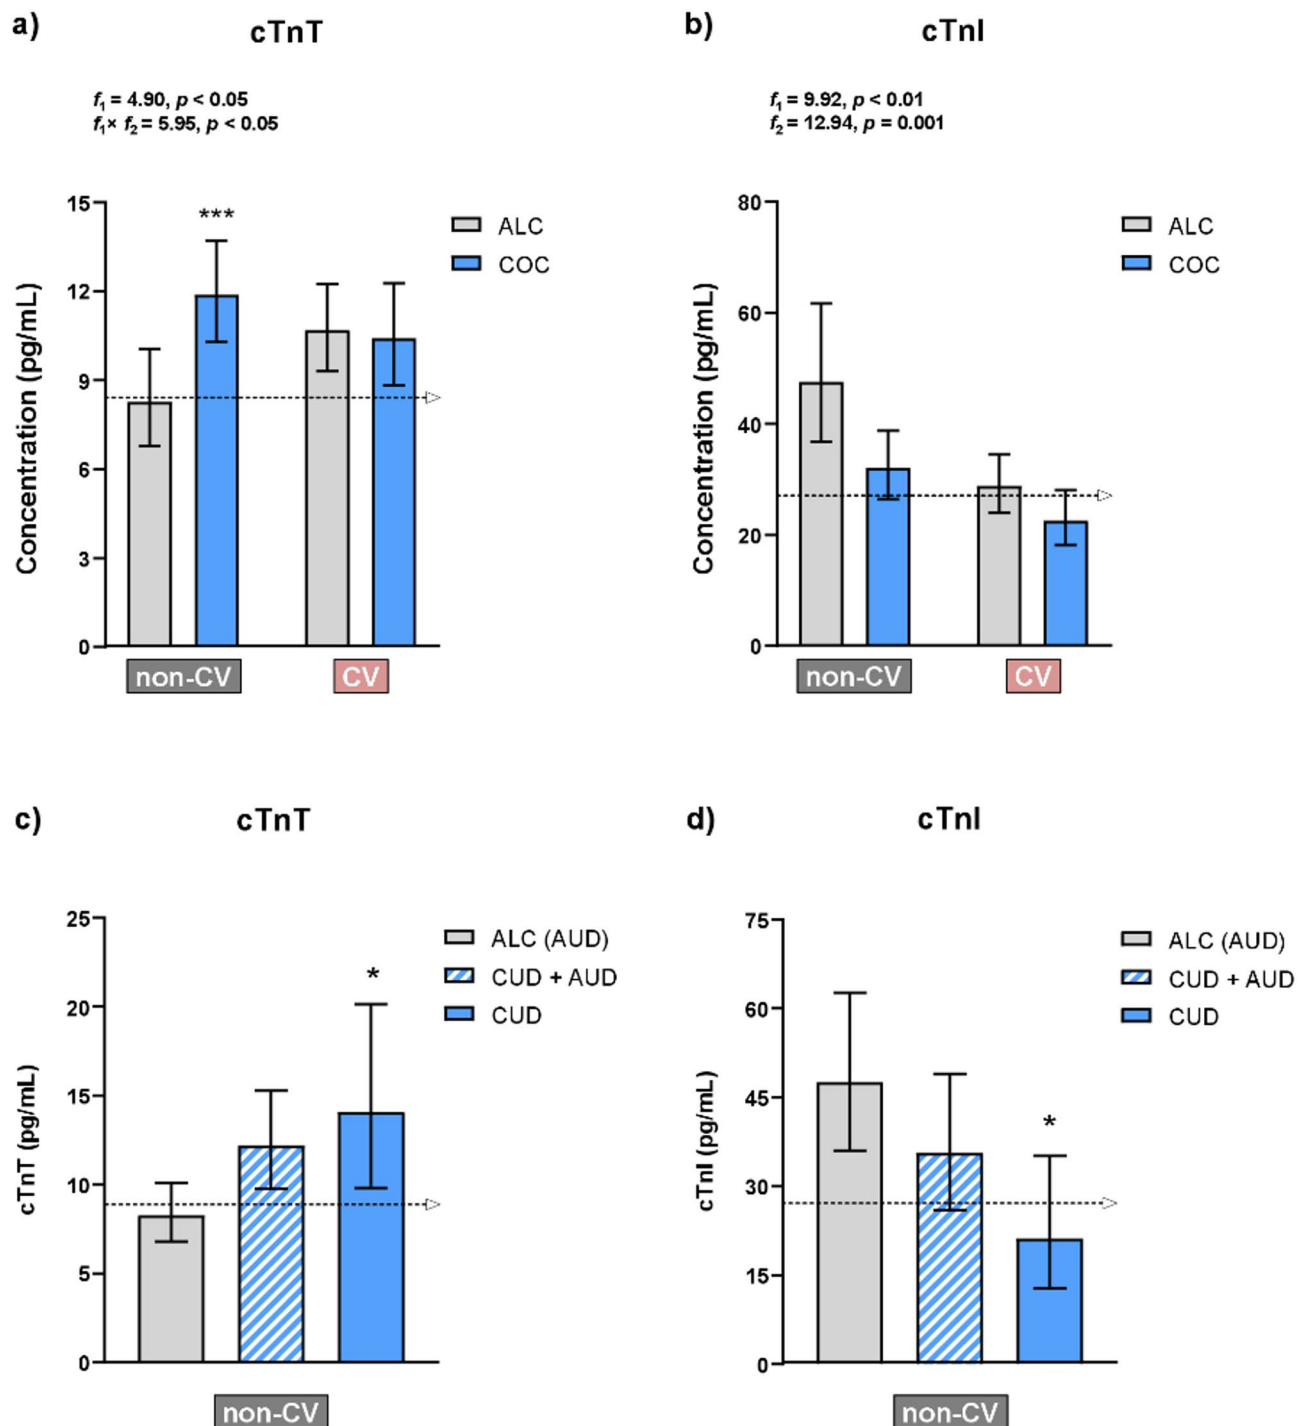 a)
cTnT
f1 = 4.90, p < 0.05
f1× f2 = 5.95, p < 0.05
15
12
9
6
3
0
Concentration (pg/mL)
***
ALC
COC
non-CV
CV
b)
cTnI
f1 = 9.92, p < 0.01
f2 = 12.94, p = 0.001
80
60
40
20
0
Concentration (pg/mL)
ALC
COC
non-CV
CV
c)
cTnT
25
20
15
10
5
0
cTnT (pg/mL)
*
ALC (AUD)
CUD + AUD
CUD
non-CV
d)
cTnI
75
60
45
30
15
0
cTnI (pg/mL)
*
ALC (AUD)
CUD + AUD
CUD
non-CV